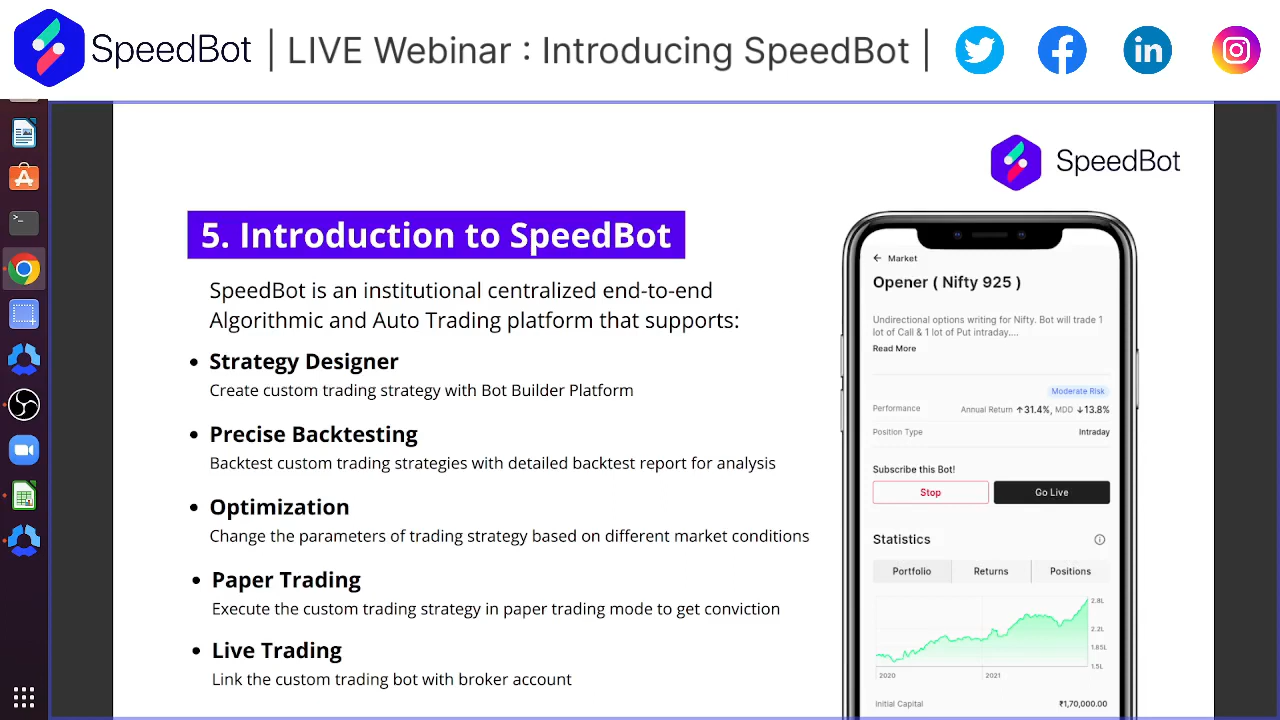 SpeedBot | LIVE Webinar : Introducing SpeedBot |
SpeedBot
5. Introduction to SpeedBot
SpeedBot is an institutional centralized end-to-end
Algorithmic and Auto Trading platform that supports:
• Strategy Designer
Create custom trading strategy with Bot Builder Platform
• Precise Backtesting
Backtest custom trading strategies with detailed backtest report for analysis
• Optimization
Change the parameters of trading strategy based on different market conditions
• Paper Trading
Execute the custom trading strategy in paper trading mode to get conviction
• Live Trading
Link the custom trading bot with broker account
← Market
Opener ( Nifty 925 )
Undirectional options writing for Nifty. Bot will trade 1
lot of Call & 1 lot of Put intraday....
Read More
Moderate Risk
Performance Annual Return ↑31.4%, MDD ↓13.8%
Position Type Intraday
Subscribe this Bot!
Stop Go Live
Statistics
Portfolio Returns Positions
2.8L
2.2L
1.85L
1.5L
2020 2021
Initial Capital ₹1,70,000.00